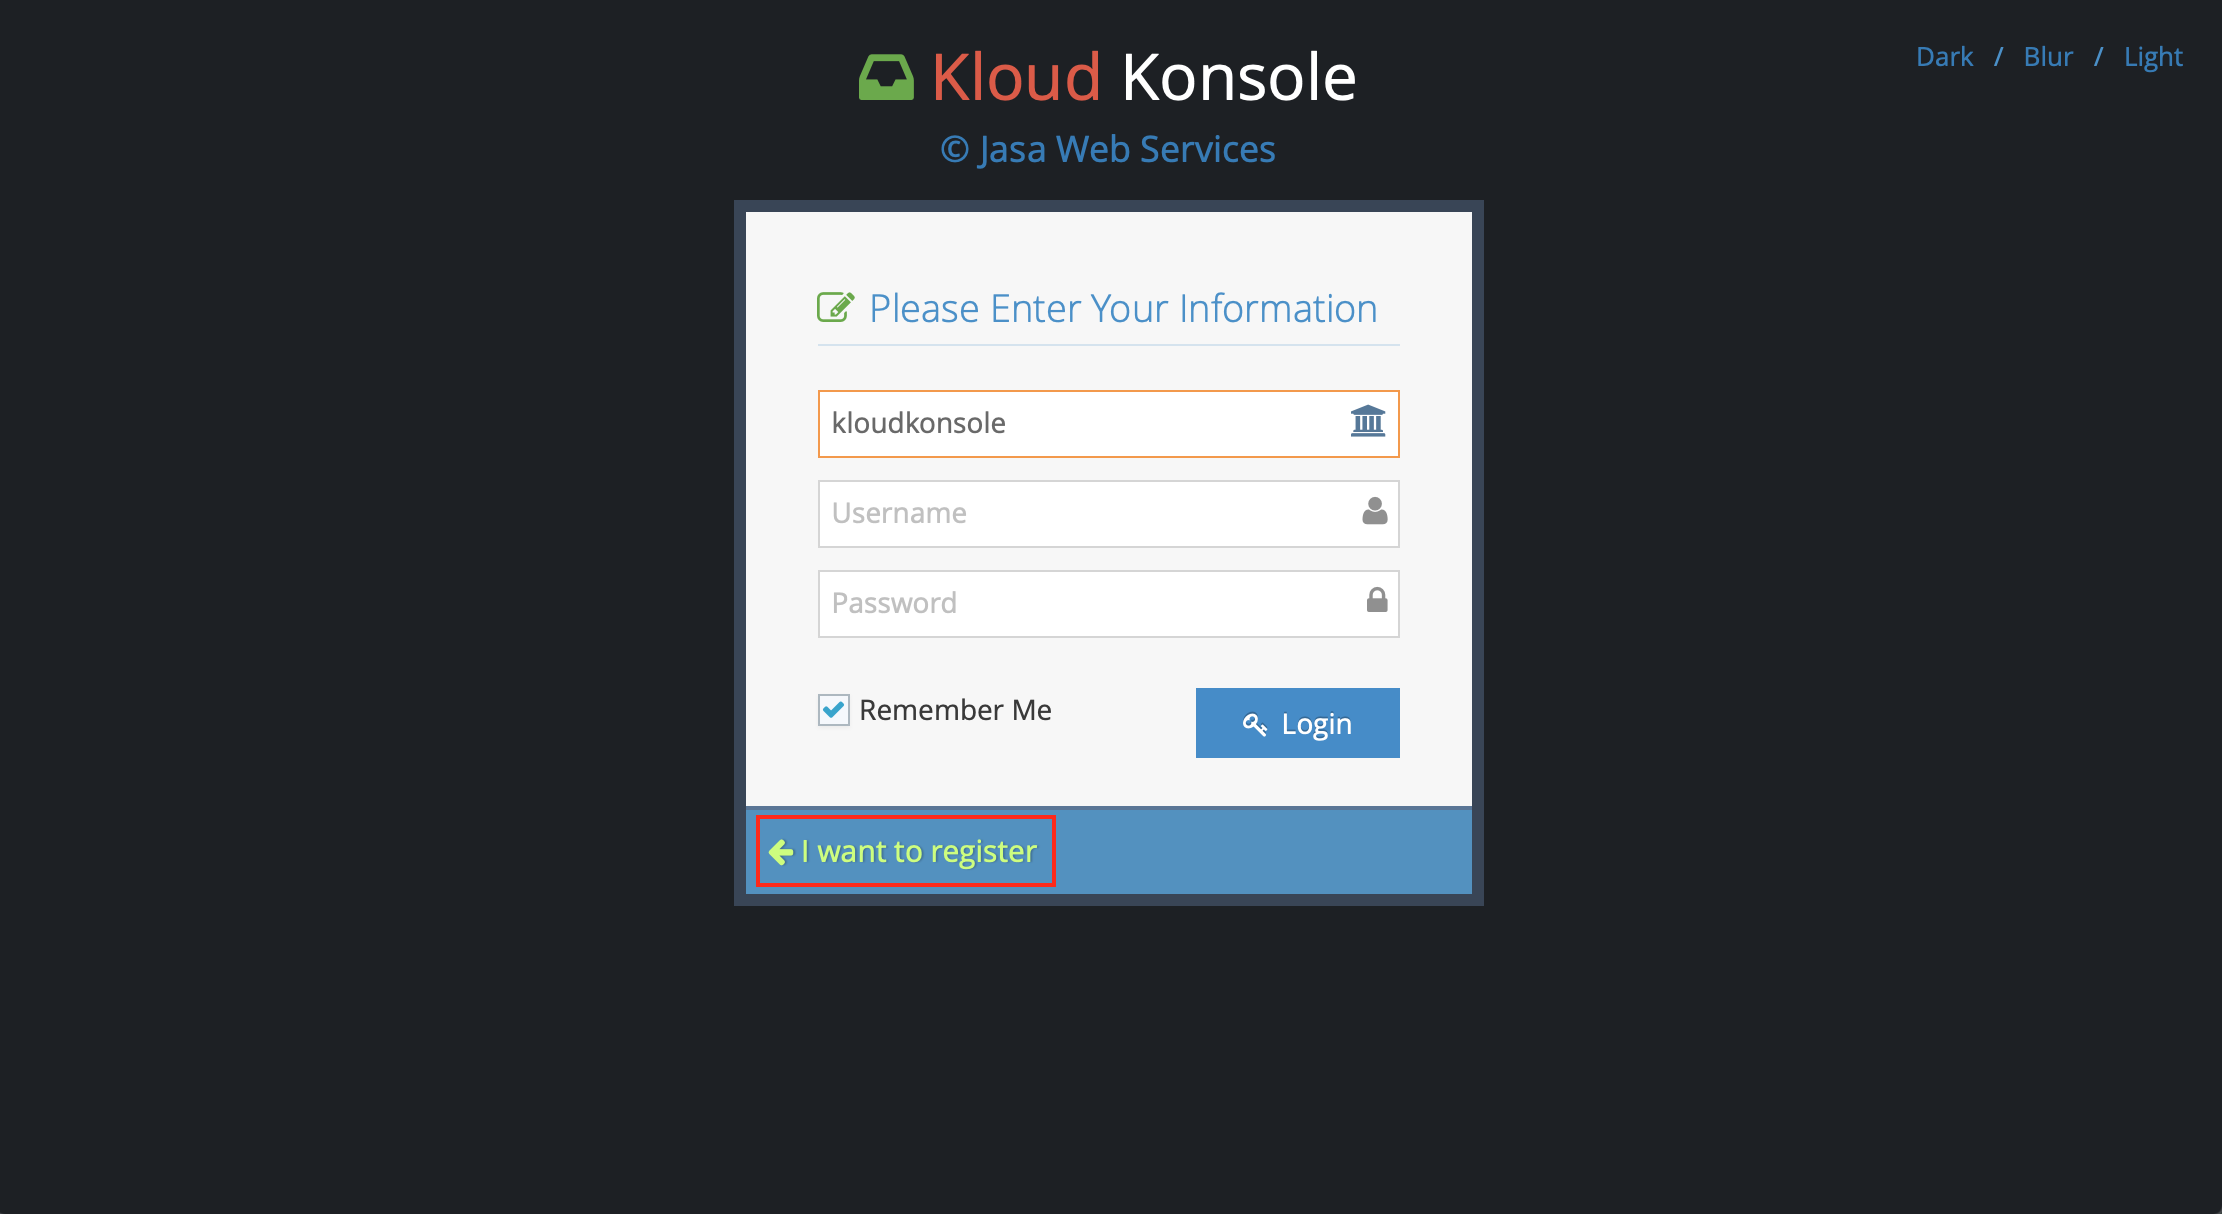 Dark / Blur / Light
Kloud Konsole
© Jasa Web Services
Please Enter Your Information
kloudkonsole
Username
Password
Remember Me
Login
I want to register